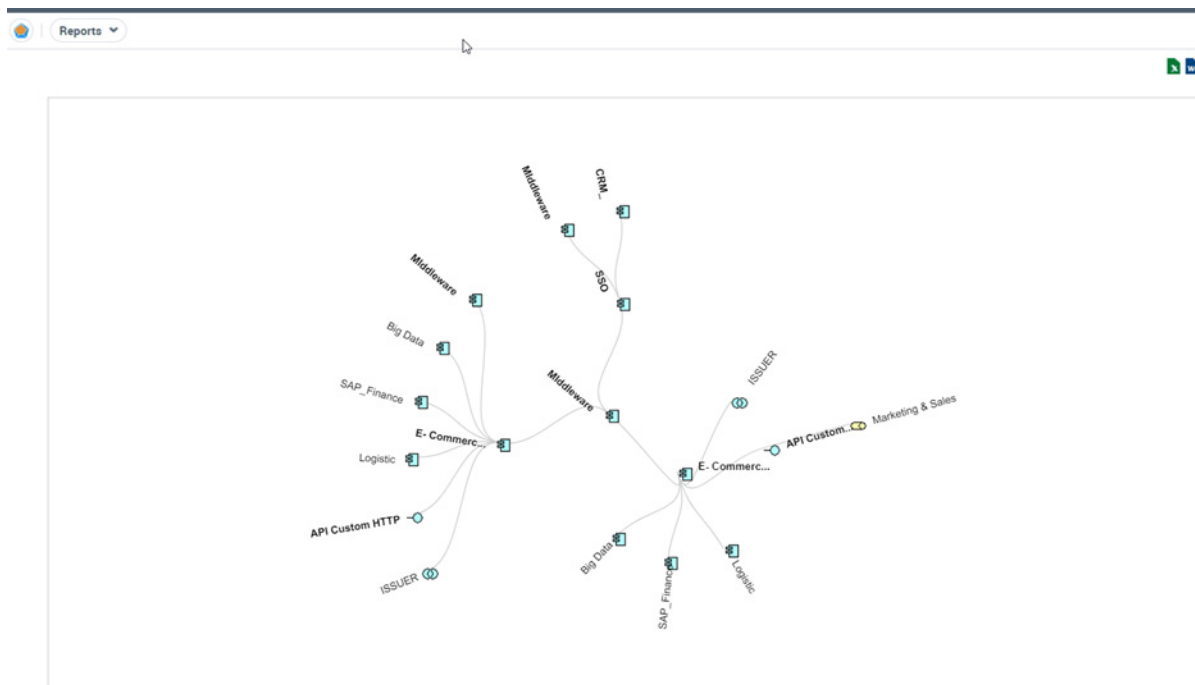 Reports
CRM_
MIddleware
SSO
MIddleware
Big Data
SAP_Finance
E- Commerc...
Logistic
API Custom HTTP
ISSUER
MIddleware
ISSUER
Marketing & Sales
API Custom...
E- Commerc...
Big Data
SAP_Finance
Logistic